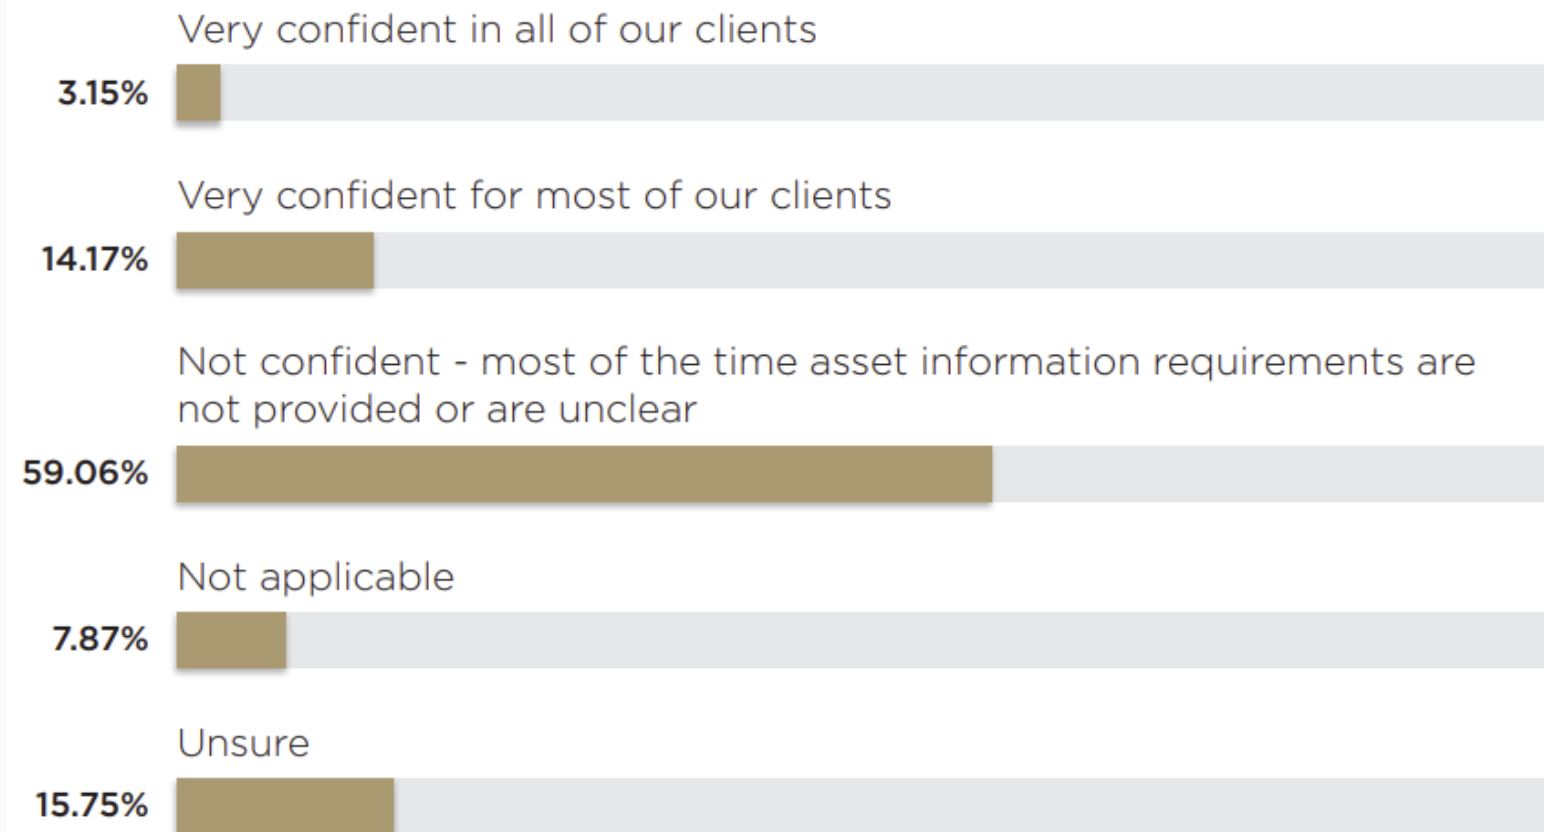 Very confident in all of our clients
3.15%
Very confident for most of our clients
14.17%
Not confident - most of the time asset information requirements are
not provided or are unclear
59.06%
Not applicable
7.87%
Unsure
15.75%